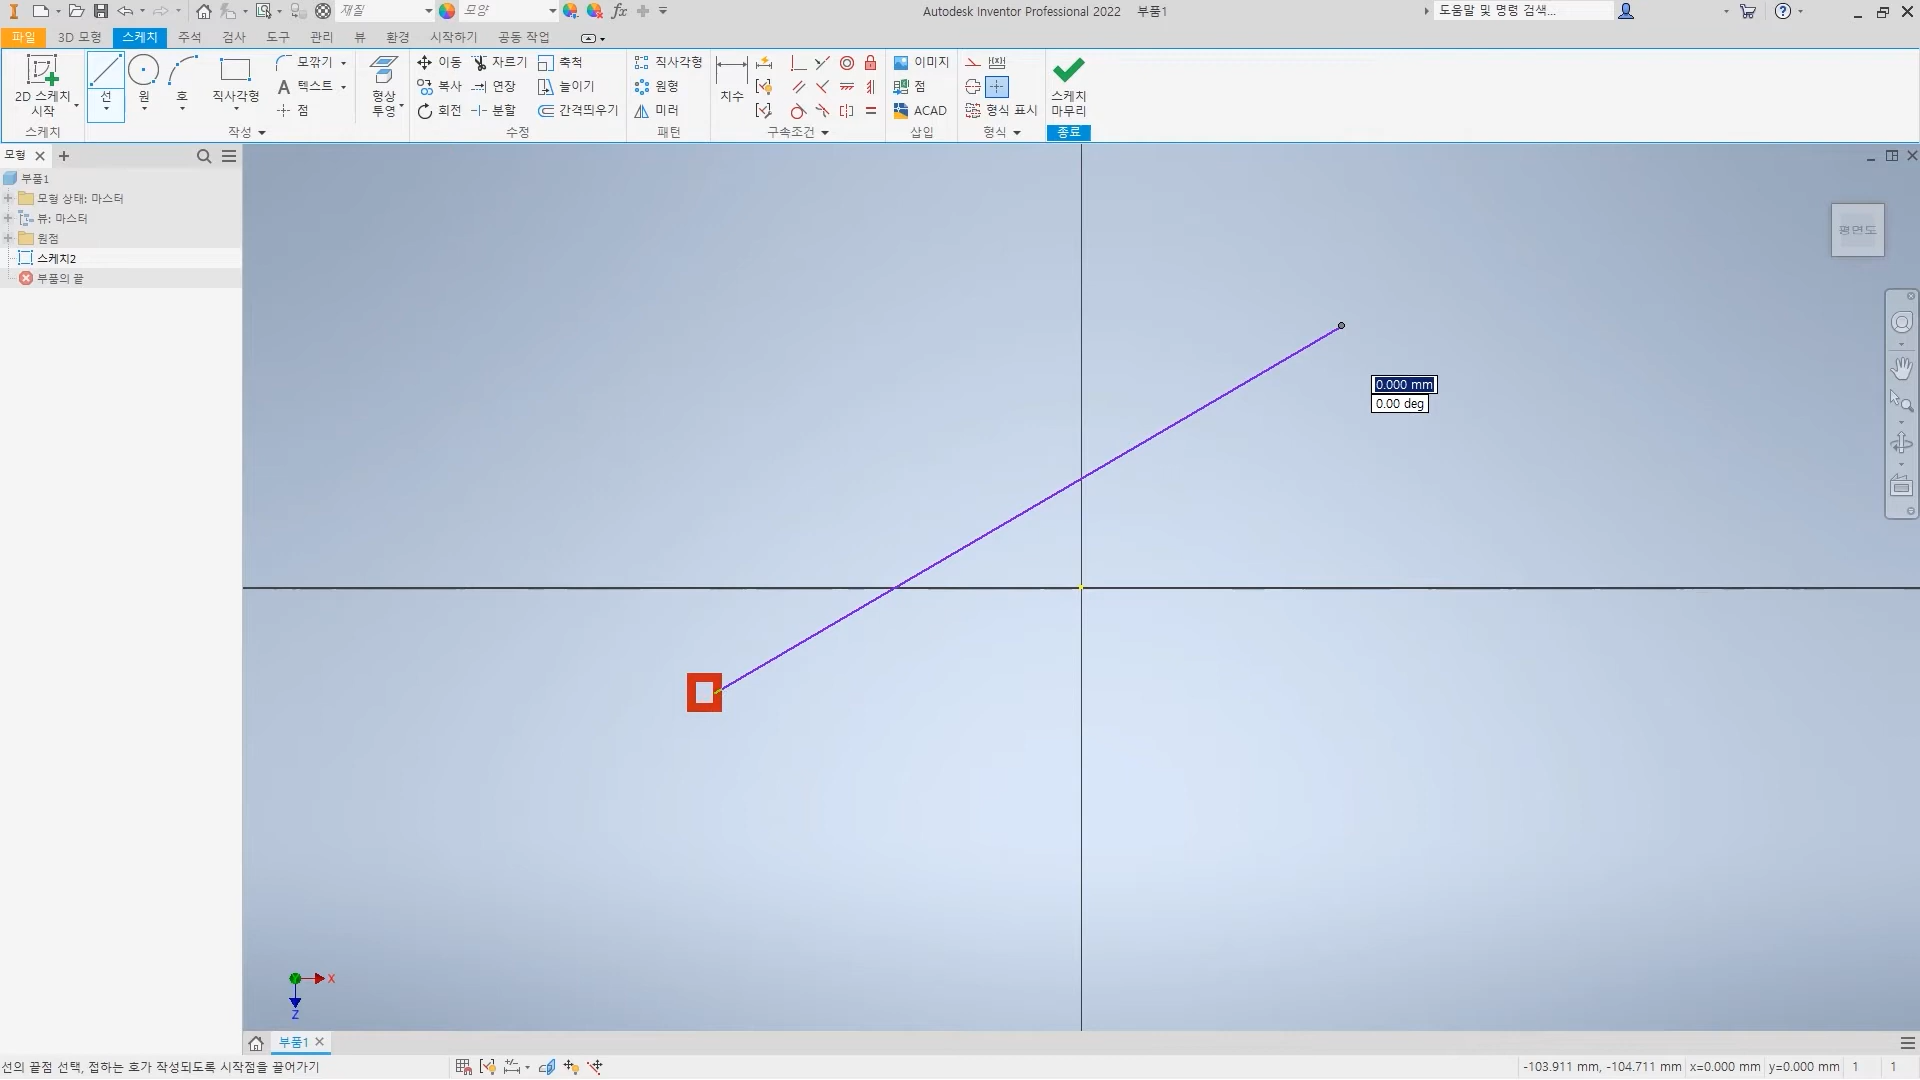 재질
모양
fx
Autodesk Inventor Professional 2022 부품1
도움말 및 명령 검색...
파일 3D 모형 스케치 주석 검사 도구 관리 뷰 환경 시작하기 공동 작업
2D 스케치
시작
선
원
호
직사각형
모깎기
텍스트
점
형상
투영
이동
복사
회전
자르기
연장
분할
축척
늘이기
간격띄우기
직사각형
원형
미러
치수
이미지
점
ACAD
형식 표시
스케치
마무리
스케치 작성 수정 패턴 구속조건 삽입 형식 종료
모형
부품1
모형 상태: 마스터
뷰: 마스터
원점
스케치2
부품의 끝
평면도
0.000 mm
0.00 deg
X
Z
부품1
선의 끝점 선택, 접하는 호가 작성되도록 시작점을 끌어가기
-103.911 mm, -104.711 mm x=0.000 mm y=0.000 mm 1 1